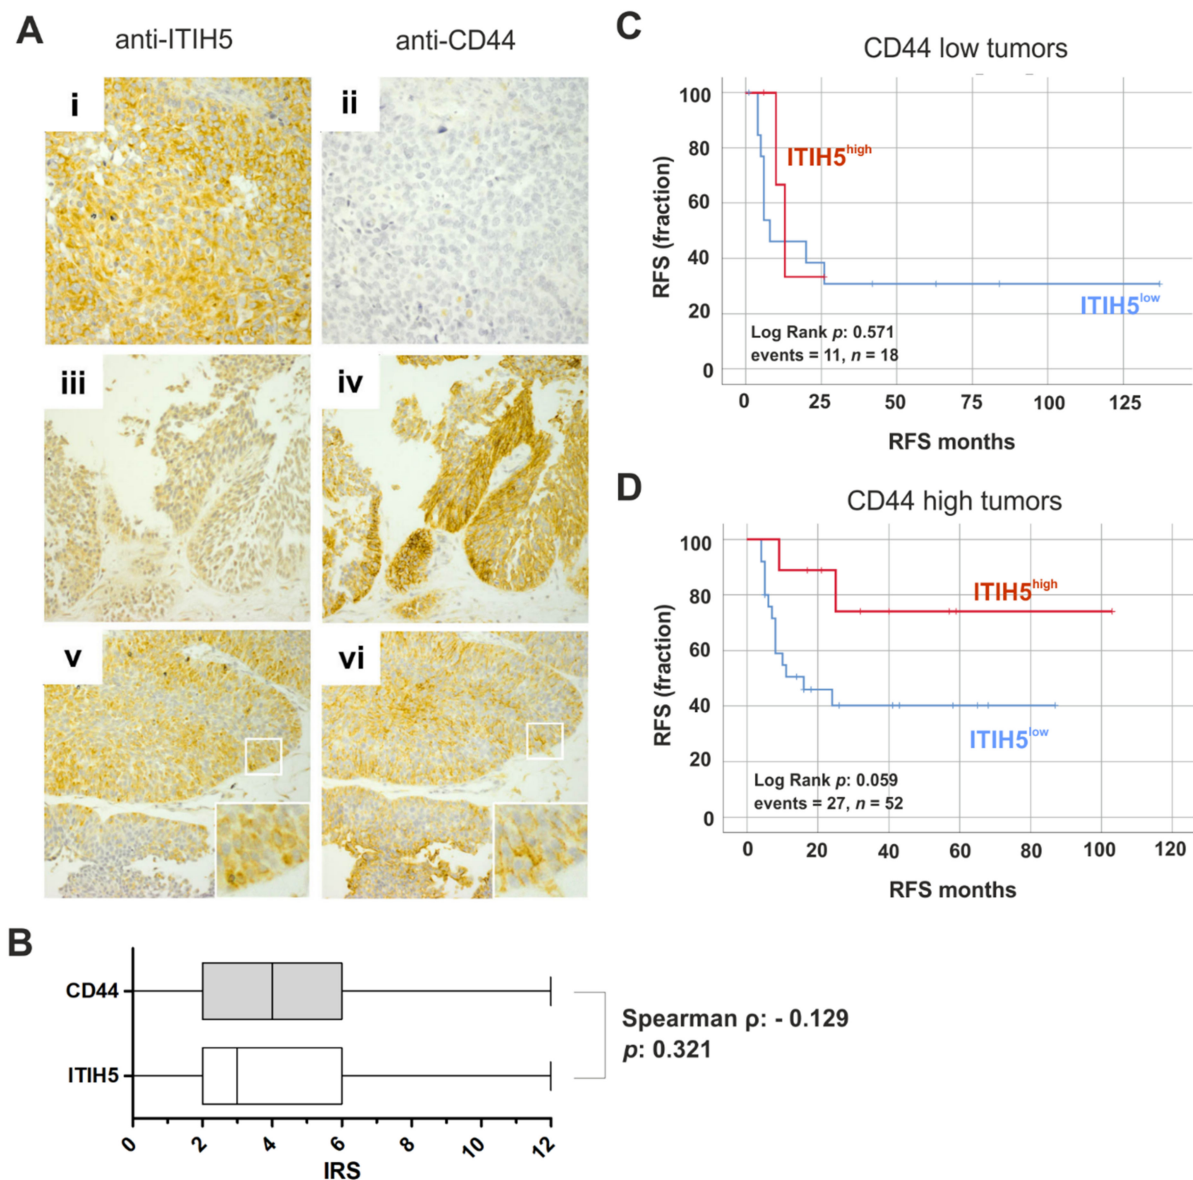 A
anti-ITIH5
anti-CD44
i
ii
iii
iv
v
vi
B
CD44
ITIH5
0
2
4
6
8
10
12
IRS
Spearman ρ: - 0.129
p: 0.321
C
CD44 low tumors
RFS (fraction)
100
80
60
40
20
0
ITIH5high
ITIH5low
Log Rank p: 0.571
events = 11, n = 18
0
25
50
75
100
125
RFS months
D
CD44 high tumors
RFS (fraction)
100
80
60
40
20
0
ITIH5high
ITIH5low
Log Rank p: 0.059
events = 27, n = 52
0
20
40
60
80
100
120
RFS months